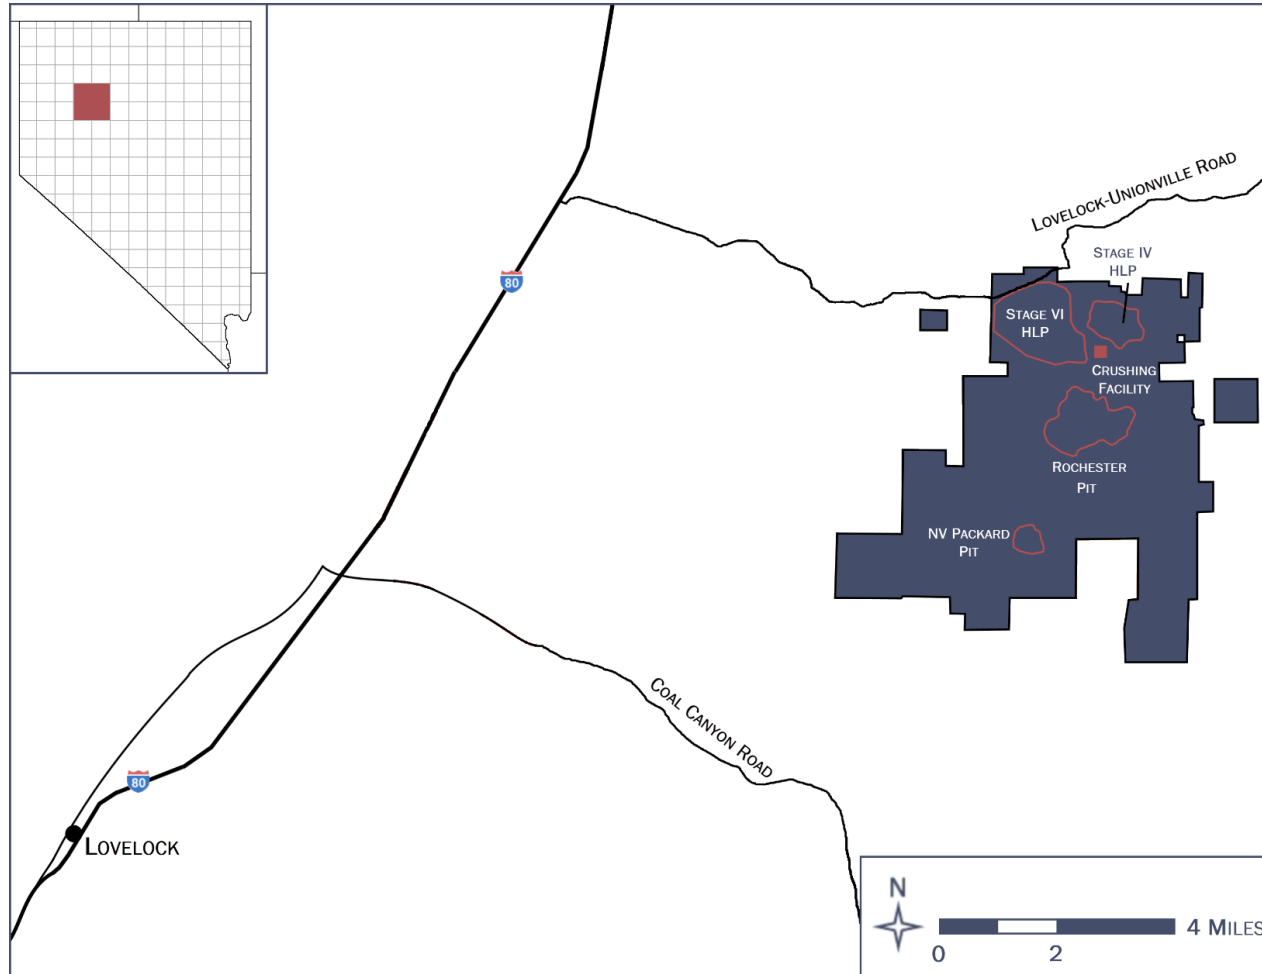 LOVELOCK-UNIONVILLE ROAD
STAGE IV
HLP
80
STAGE VI
HLP
CRUSHING
FACILITY
ROCHESTER
PIT
NV PACKARD
PIT
COAL CANYON ROAD
80
LOVELOCK
N
4 MILES
0
2